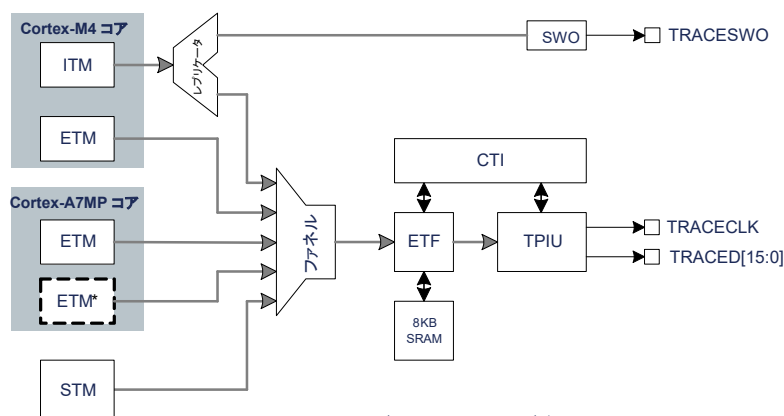 Cortex-M4 コア
ITM
レプリケータ
SWO
TRACESWO
ETM
CTI
Cortex-A7MP コア
ETM
ファネル
ETF
TPIU
TRACECLK
TRACED[15:0]
ETM*
8KB
SRAM
STM